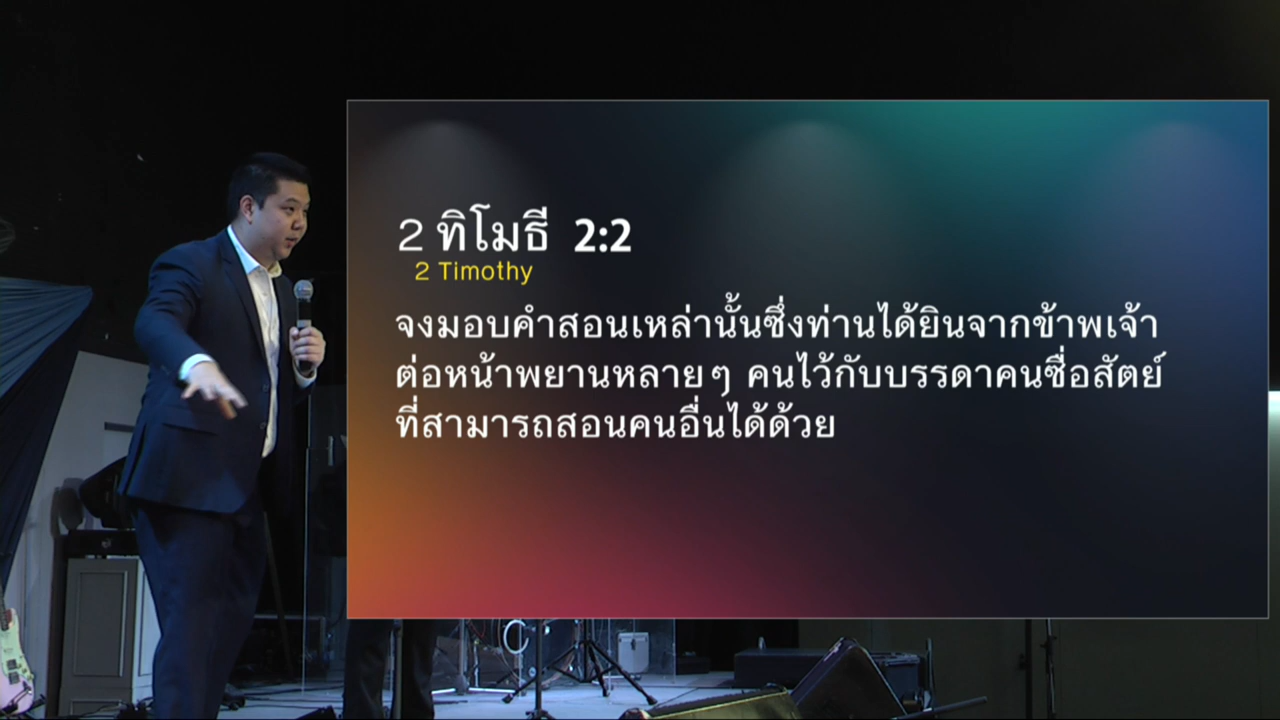 2 ทิโมธี 2:2
2 Timothy
จงมอบคำสอนเหล่านั้นซึ่งท่านได้ยินจากข้าพเจ้า
ต่อหน้าพยานหลายๆ คนไว้กับบรรดาคนซื่อสัตย์
ที่สามารถสอนคนอื่นได้ด้วย